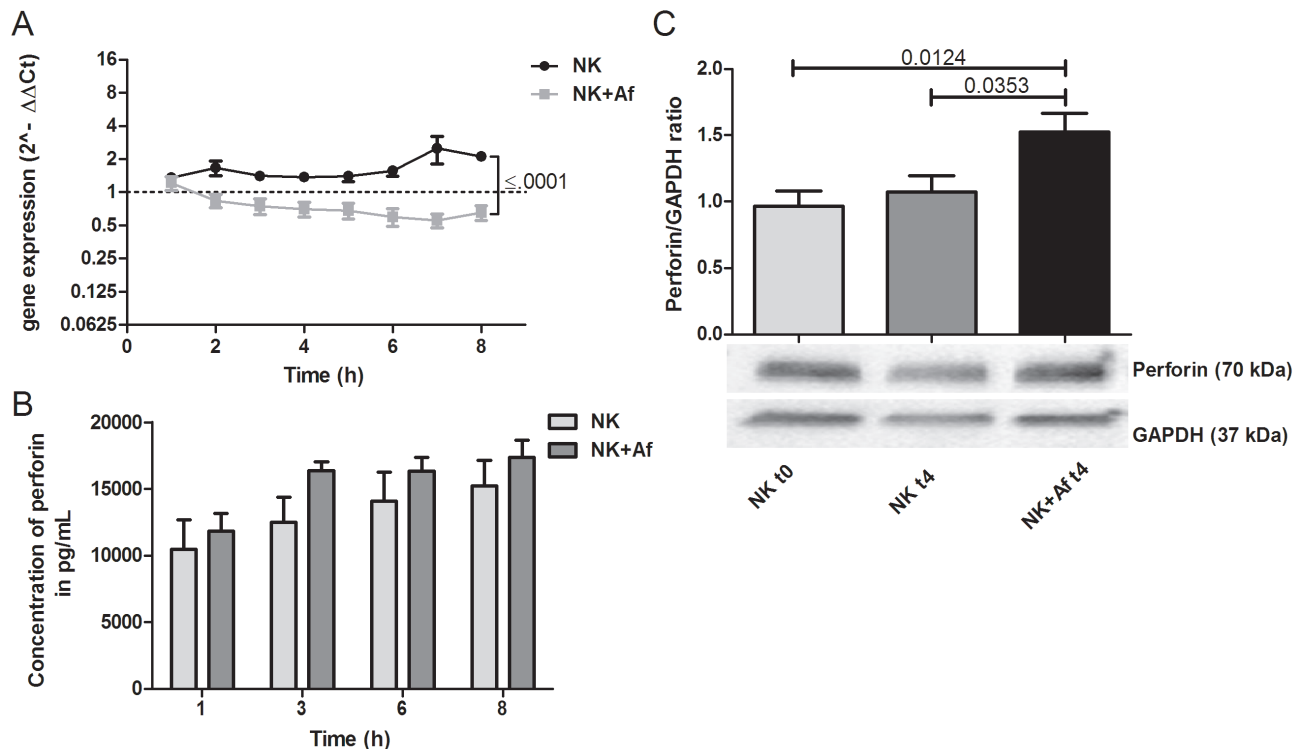 A
gene expression (2^- ΔΔCt)
16
8
4
2
1
0.5
0.25
0.125
0.0625
0
2
4
6
8
Time (h)
NK
NK+Af
≤.0001
B
Concentration of perforin
in pg/mL
20000
15000
10000
5000
0
1
3
6
8
Time (h)
NK
NK+Af
C
Perforin/GAPDH ratio
2.0
1.5
1.0
0.5
0.0
0.0124
0.0353
Perforin (70 kDa)
GAPDH (37 kDa)
NK t0
NK t4
NK+Af t4